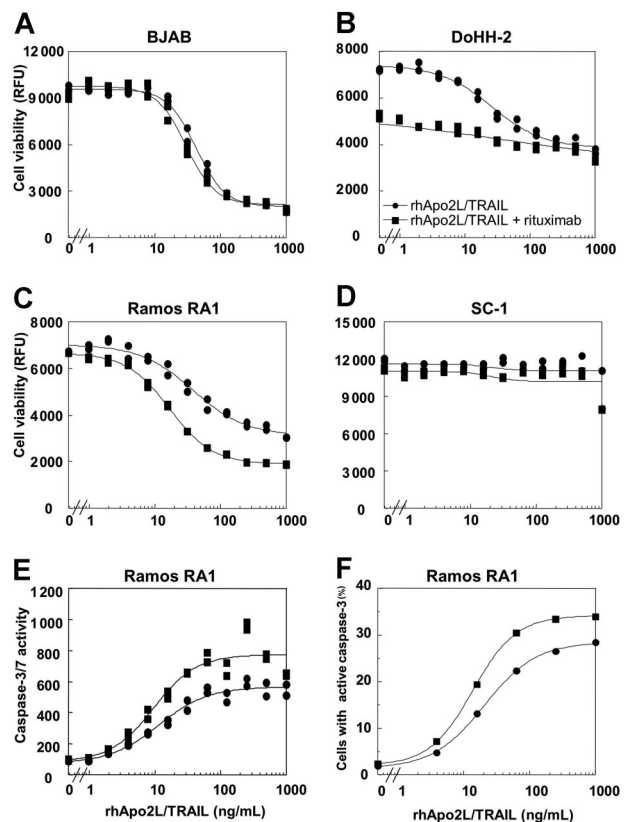 A
BJAB
Cell viability (RFU)
12 000
9 000
6 000
3 000
0
0 1 10 100 1000
B
DoHH-2
8000
6000
4000
2000
0
rhApo2L/TRAIL
rhApo2L/TRAIL + rituximab
0 1 10 100 1000
C
Ramos RA1
Cell viability (RFU)
8000
6000
4000
2000
0
0 1 10 100 1000
D
SC-1
15 000
12 000
9 000
6 000
3 000
0
0 1 10 100 1000
E
Ramos RA1
Caspase-3/7 activity
1 200
1 000
800
600
400
200
0
0 1 10 100 1000
rhApo2L/TRAIL (ng/mL)
F
Ramos RA1
Cells with active caspase-3 (%)
40
30
20
10
0
0 1 10 100 1000
rhApo2L/TRAIL (ng/mL)